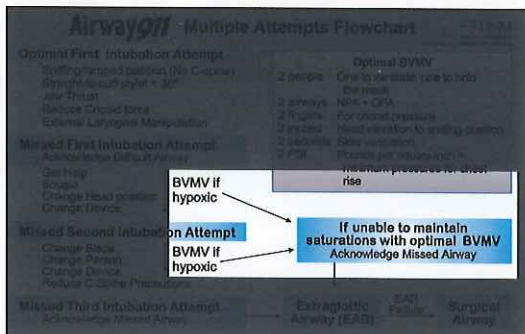 Airway911 Multiple Attempts Flowchart
Optimal First Intubation Attempt
Sniffing/ramped position (No C-spine)
Straight-to-cuff stylet < 35°
Jaw Thrust
Reduce Cricoid force
External Laryngeal Manipulation
Optimal BVMV
2 people One to ventilate, one to hold
the mask
2 airways NPA + OPA
2 fingers For cricoid pressure
2 inches Head elevation to sniffing position
2 seconds Slow ventilation
2 PSI Pounds per square inch =
minimum pressures for chest
rise
Missed First Intubation Attempt
Acknowledge Difficult Airway
Get Help
Bougie
Change Head position
Change Device
BVMV if
hypoxic
Missed Second Intubation Attempt
Change Blade
Change Person
Change Device
Reduce C-Spine Precautions
BVMV if
hypoxic
If unable to maintain
saturations with optimal BVMV
Acknowledge Missed Airway
Missed Third Intubation Attempt
Acknowledge Missed Airway
Extraglottic
Airway (EAD)
EAD
Failure
Surgical
Airway